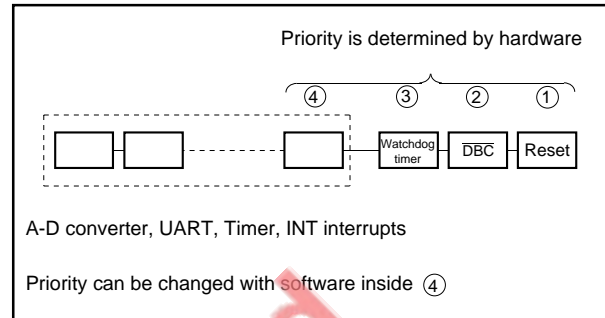 Priority is determined by hardware
④ ③ ② ①
Watchdog
timer
DBC
Reset
A-D converter, UART, Timer, INT interrupts
Priority can be changed with software inside ④